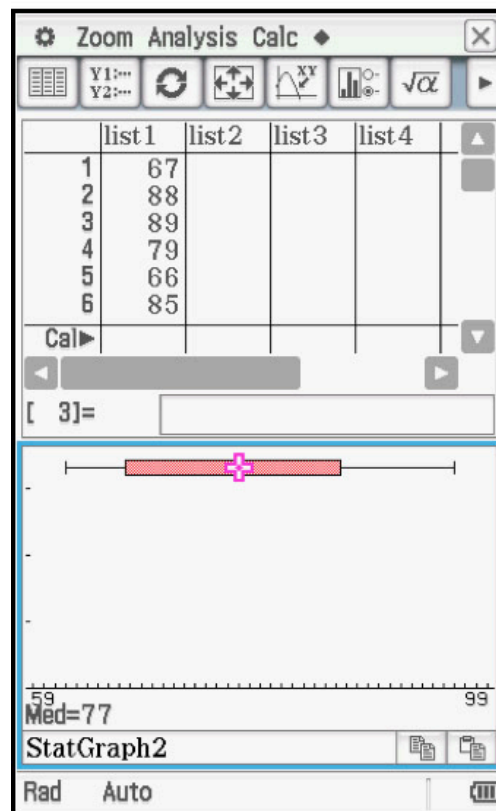 Zoom Analysis Calc
Y1:···
Y2:···
XY
√α
list1 list2 list3 list4
1 67
2 88
3 89
4 79
5 66
6 85
Cal▶
[ 3]=
59 99
Med=77
StatGraph2
Rad Auto